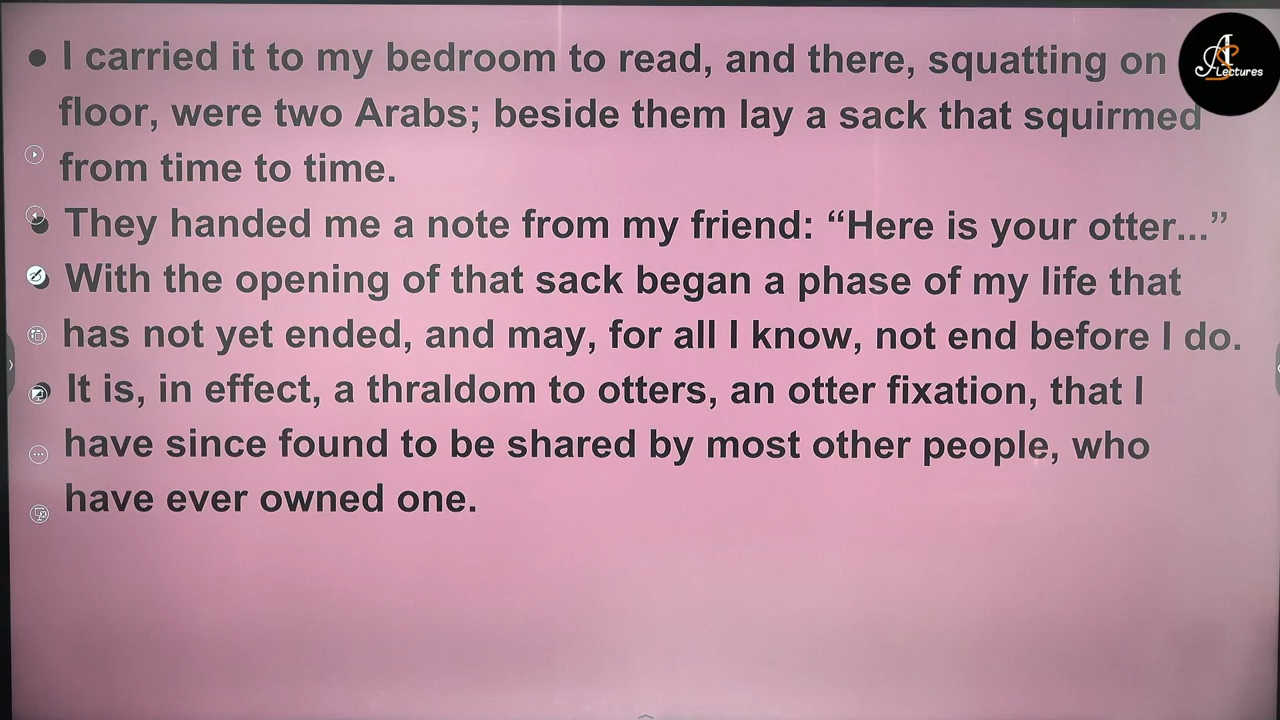 • I carried it to my bedroom to read, and there, squatting on
floor, were two Arabs; beside them lay a sack that squirmed
from time to time.
• They handed me a note from my friend: “Here is your otter...”
• With the opening of that sack began a phase of my life that
has not yet ended, and may, for all I know, not end before I do.
• It is, in effect, a thraldom to otters, an otter fixation, that I
have since found to be shared by most other people, who
have ever owned one.
AS Lectures